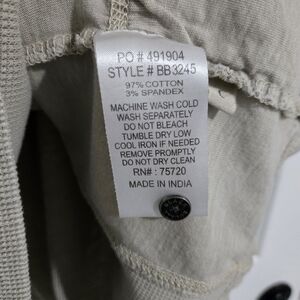 PO # 491904
STYLE # BB3245
97% COTTON
3% SPANDEX
MACHINE WASH COLD
WASH SEPARATELY
DO NOT BLEACH
TUMBLE DRY LOW
COOL IRON IF NEEDED
REMOVE PROMPTLY
DO NOT DRY CLEAN
RN# : 75720
MADE IN INDIA